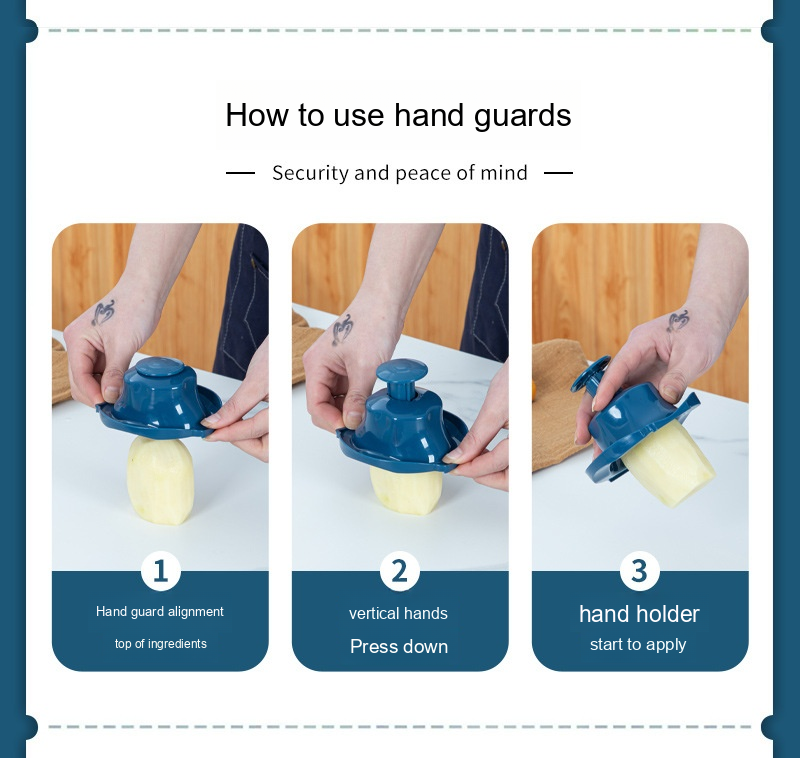 How to use hand guards
Security and peace of mind
1
Hand guard alignment
top of ingredients
2
vertical hands
Press down
3
hand holder
start to apply